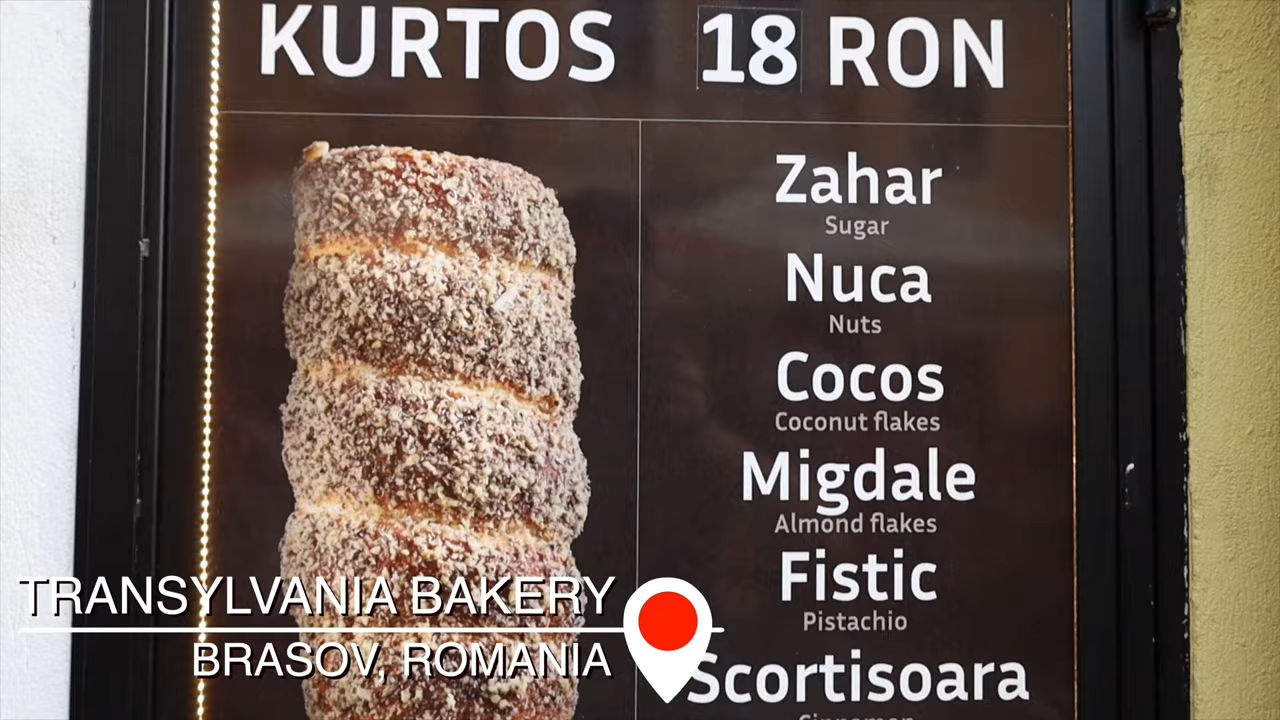 KURTOS 18 RON
Zahar
Sugar
Nuca
Nuts
Cocos
Coconut flakes
Migdale
Almond flakes
Fistic
Pistachio
Scortisoara
Cinnamon
TRANSYLVANIA BAKERY
BRASOV, ROMANIA